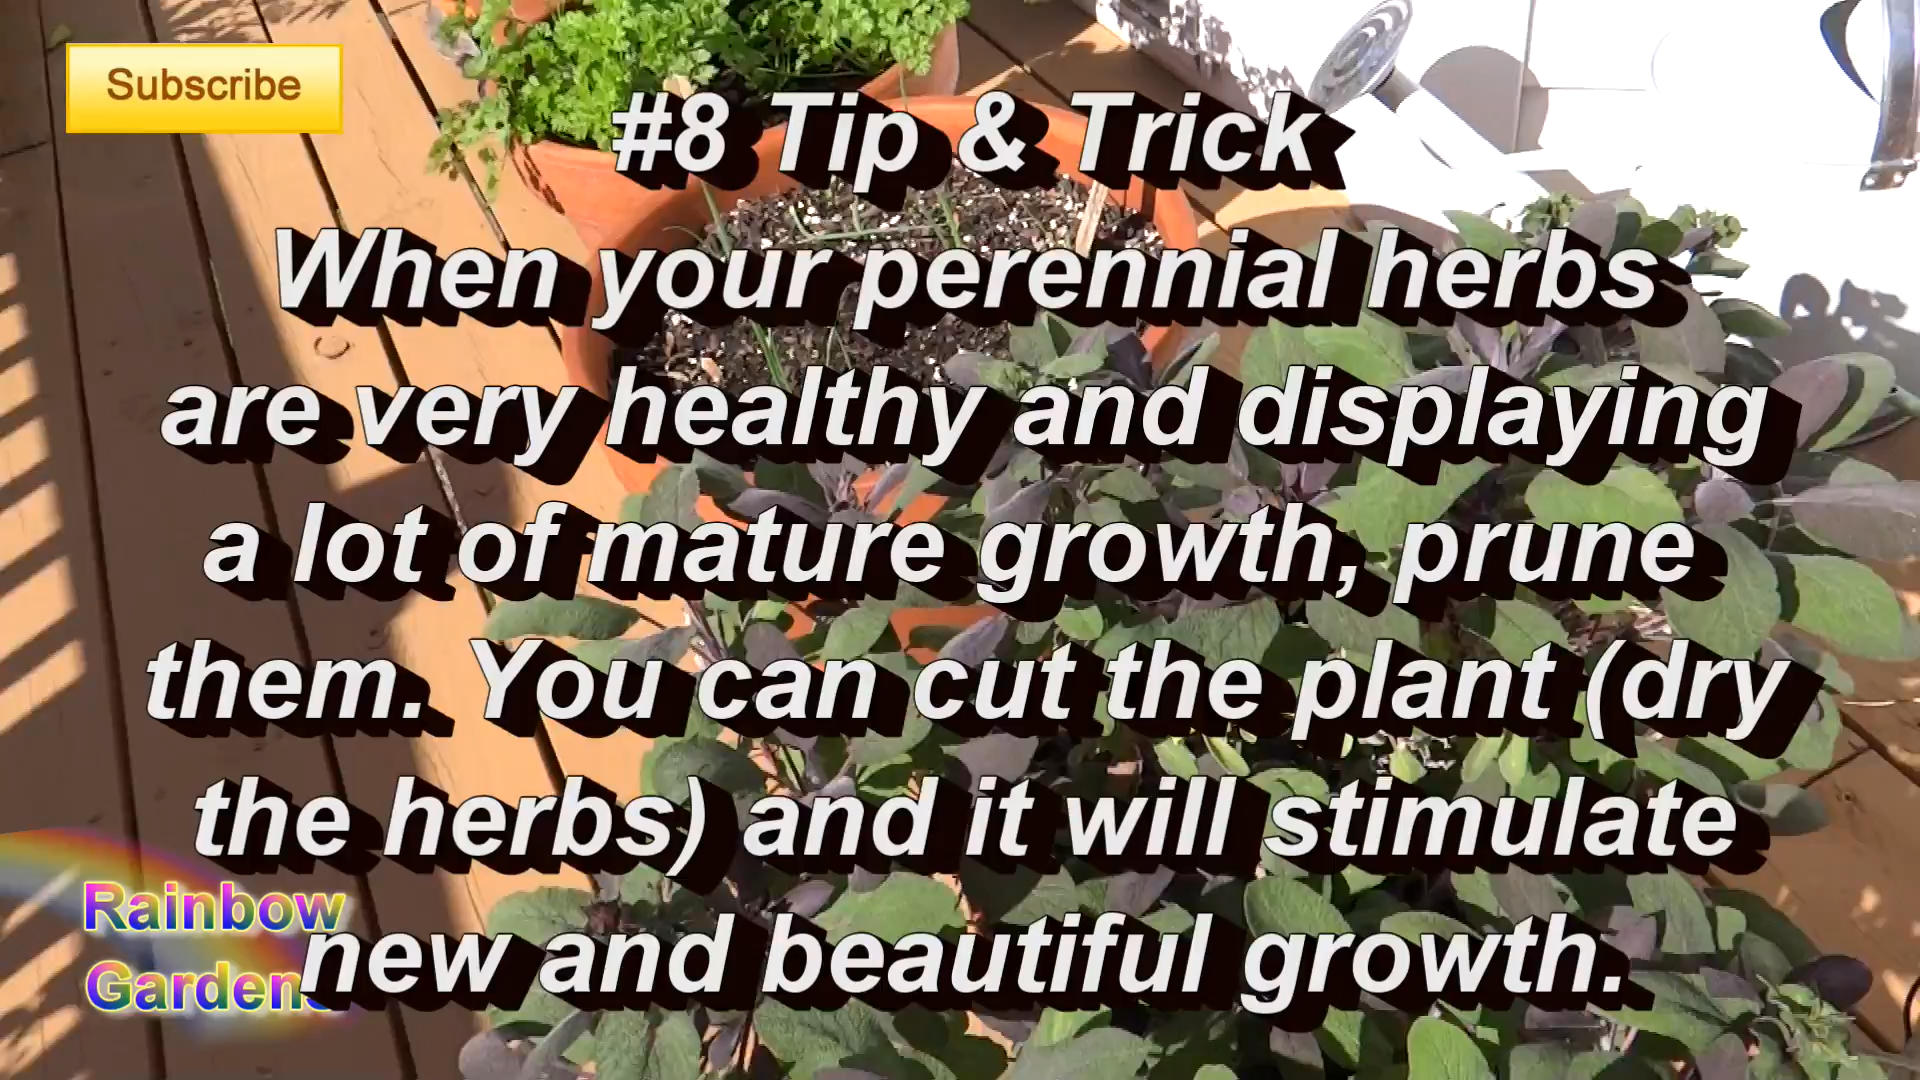 Subscribe
#8 Tip & Trick
When your perennial herbs
are very healthy and displaying
a lot of mature growth, prune
them. You can cut the plant (dry
the herbs) and it will stimulate
new and beautiful growth.
Rainbow
Gardens